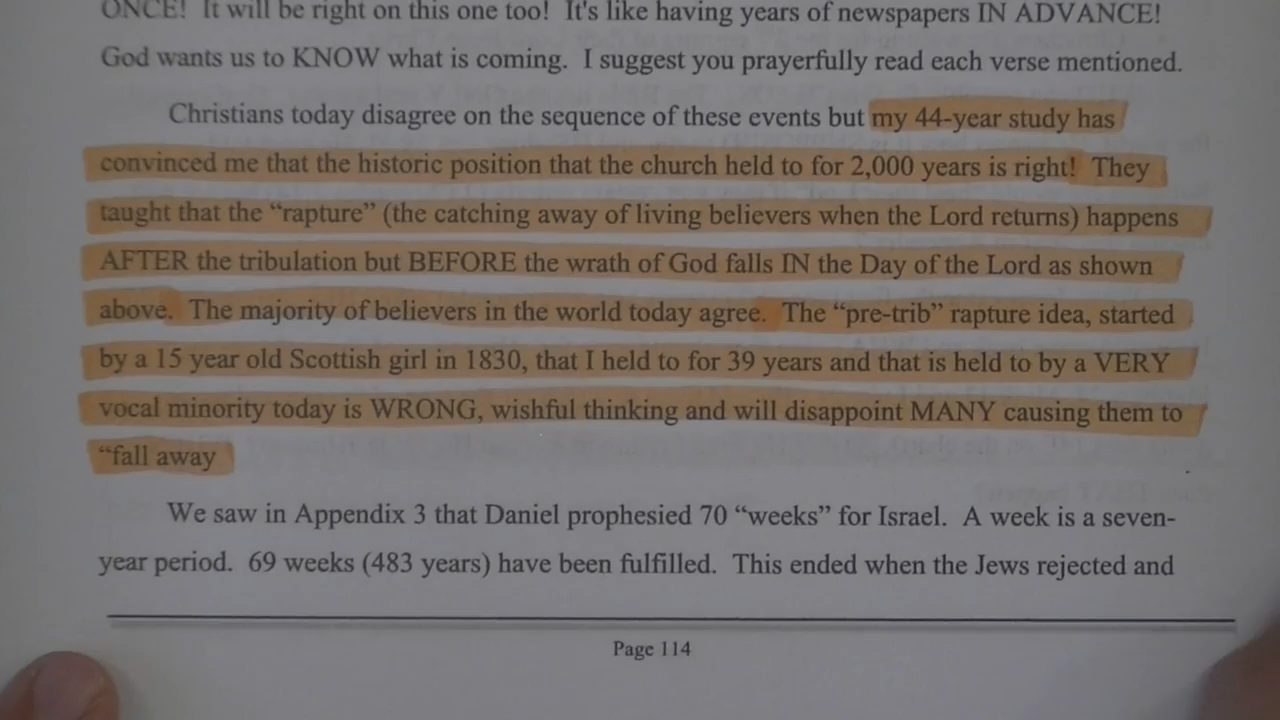 ONCE! It will be right on this one too! It's like having years of newspapers IN ADVANCE!
God wants us to KNOW what is coming. I suggest you prayerfully read each verse mentioned.
Christians today disagree on the sequence of these events but my 44-year study has
convinced me that the historic position that the church held to for 2,000 years is right! They
taught that the “rapture” (the catching away of living believers when the Lord returns) happens
AFTER the tribulation but BEFORE the wrath of God falls IN the Day of the Lord as shown
above. The majority of believers in the world today agree. The “pre-trib” rapture idea, started
by a 15 year old Scottish girl in 1830, that I held to for 39 years and that is held to by a VERY
vocal minority today is WRONG, wishful thinking and will disappoint MANY causing them to
“fall away
We saw in Appendix 3 that Daniel prophesied 70 “weeks” for Israel. A week is a seven-
year period. 69 weeks (483 years) have been fulfilled. This ended when the Jews rejected and
Page 114